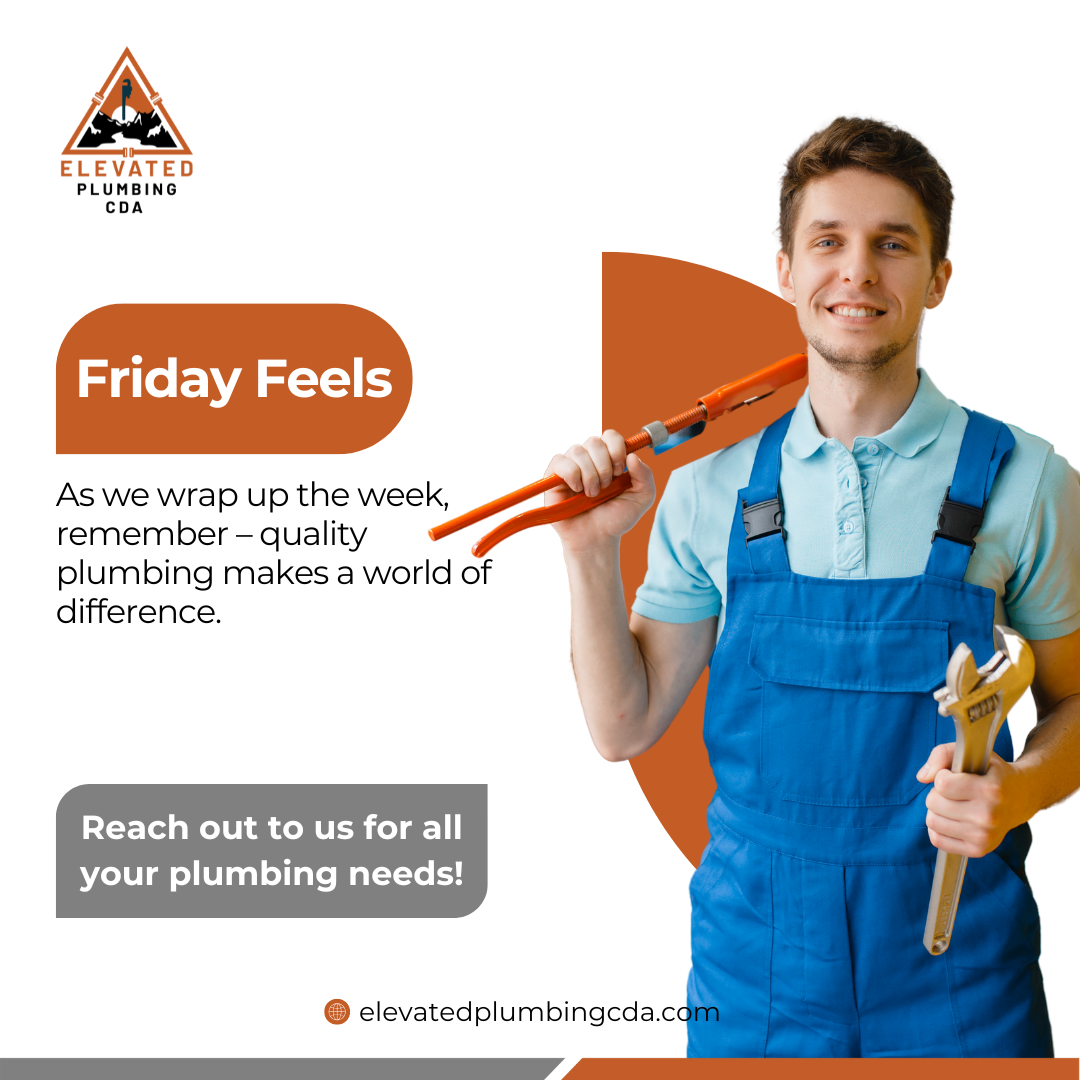 ELEVATED
PLUMBING
CDA
Friday Feels
As we wrap up the week,
remember – quality
plumbing makes a world of
difference.
Reach out to us for all
your plumbing needs!
elevatedplumbingcda.com